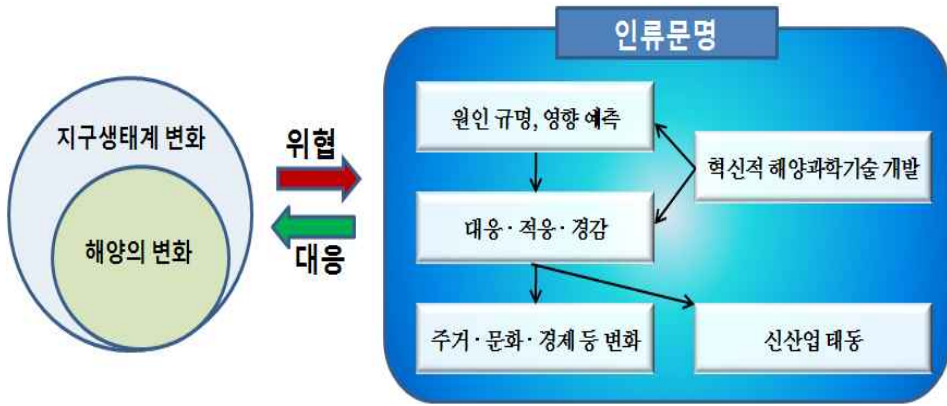 인류문명
지구생태계 변화
해양의 변화
위협
대응
원인 규명, 영향 예측
혁신적 해양과학기술 개발
대응·적응·경감
주거·문화·경제 등 변화
신산업 태동